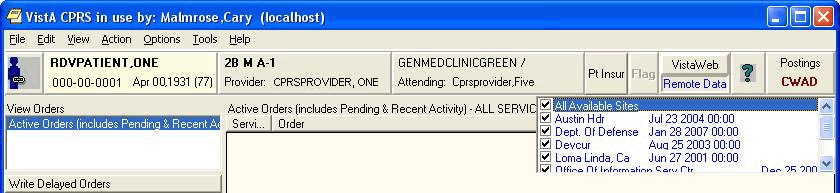 VistA CPRS in use by: Malmrose,Cary (localhost)
File Edit View Action Options Tools Help
RDVPATIENT,ONE
000-00-0001 Apr 00,1931 (77)
2B M A-1
Provider: CPRSPROVIDER, ONE
GENMEDCLINICGREEN /
Attending: Cprsprovider,Five
Pt Insur
Flag
VistaWeb
Remote Data
?
Postings
CWAD
View Orders
Active Orders (includes Pending & Recent Ac
Write Delayed Orders
Active Orders (includes Pending & Recent Activity) - ALL SERVIC
Servi... Order
All Available Sites
Austin Hdr Jul 23 2004 00:00
Dept. Of Defense Jan 28 2007 00:00
Devcur Aug 25 2003 00:00
Loma Linda, Ca Jun 27 2001 00:00
Office Of Information Serv Ctr Dec 25 200